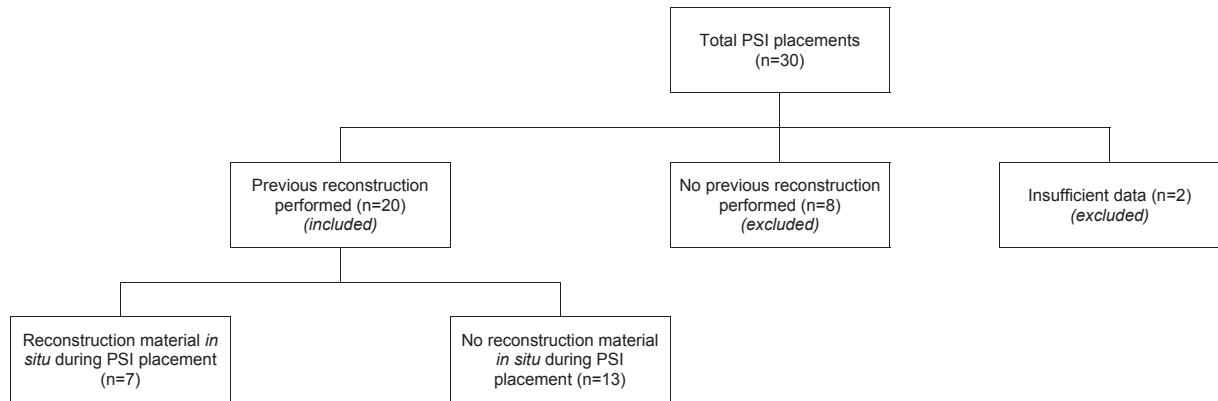 Total PSI placements
(n=30)
Previous reconstruction
performed (n=20)
(included)
No previous reconstruction
performed (n=8)
(excluded)
Insufficient data (n=2)
(excluded)
Reconstruction material in
situ during PSI placement
(n=7)
No reconstruction material
in situ during PSI
placement (n=13)